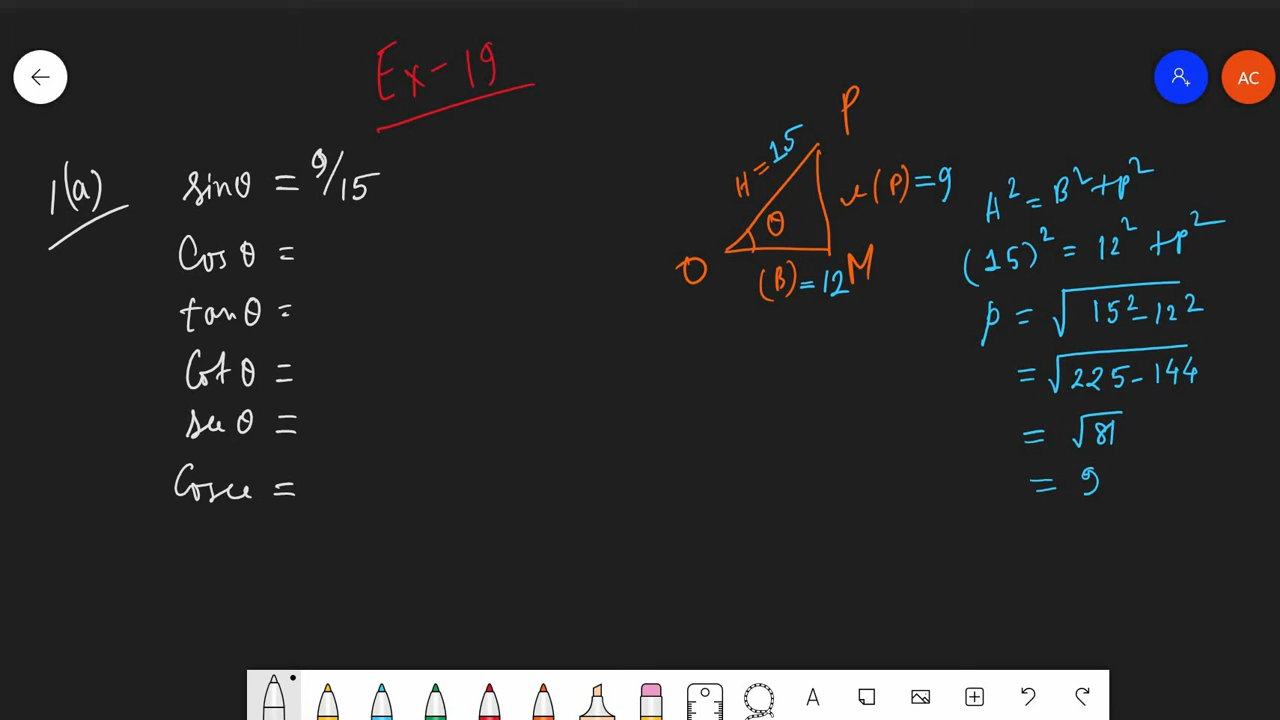 Ex-19
AC
1(a) sinθ = 9/15
Cos θ =
tan θ =
Cot θ =
sec θ =
Cosec =
P
H = 15
θ
(P) = 9
O
(B) = 12 M
H² = B² + p²
(15)² = 12² + p²
p = √15² - 12²
= √225 - 144
= √81
= 9
A